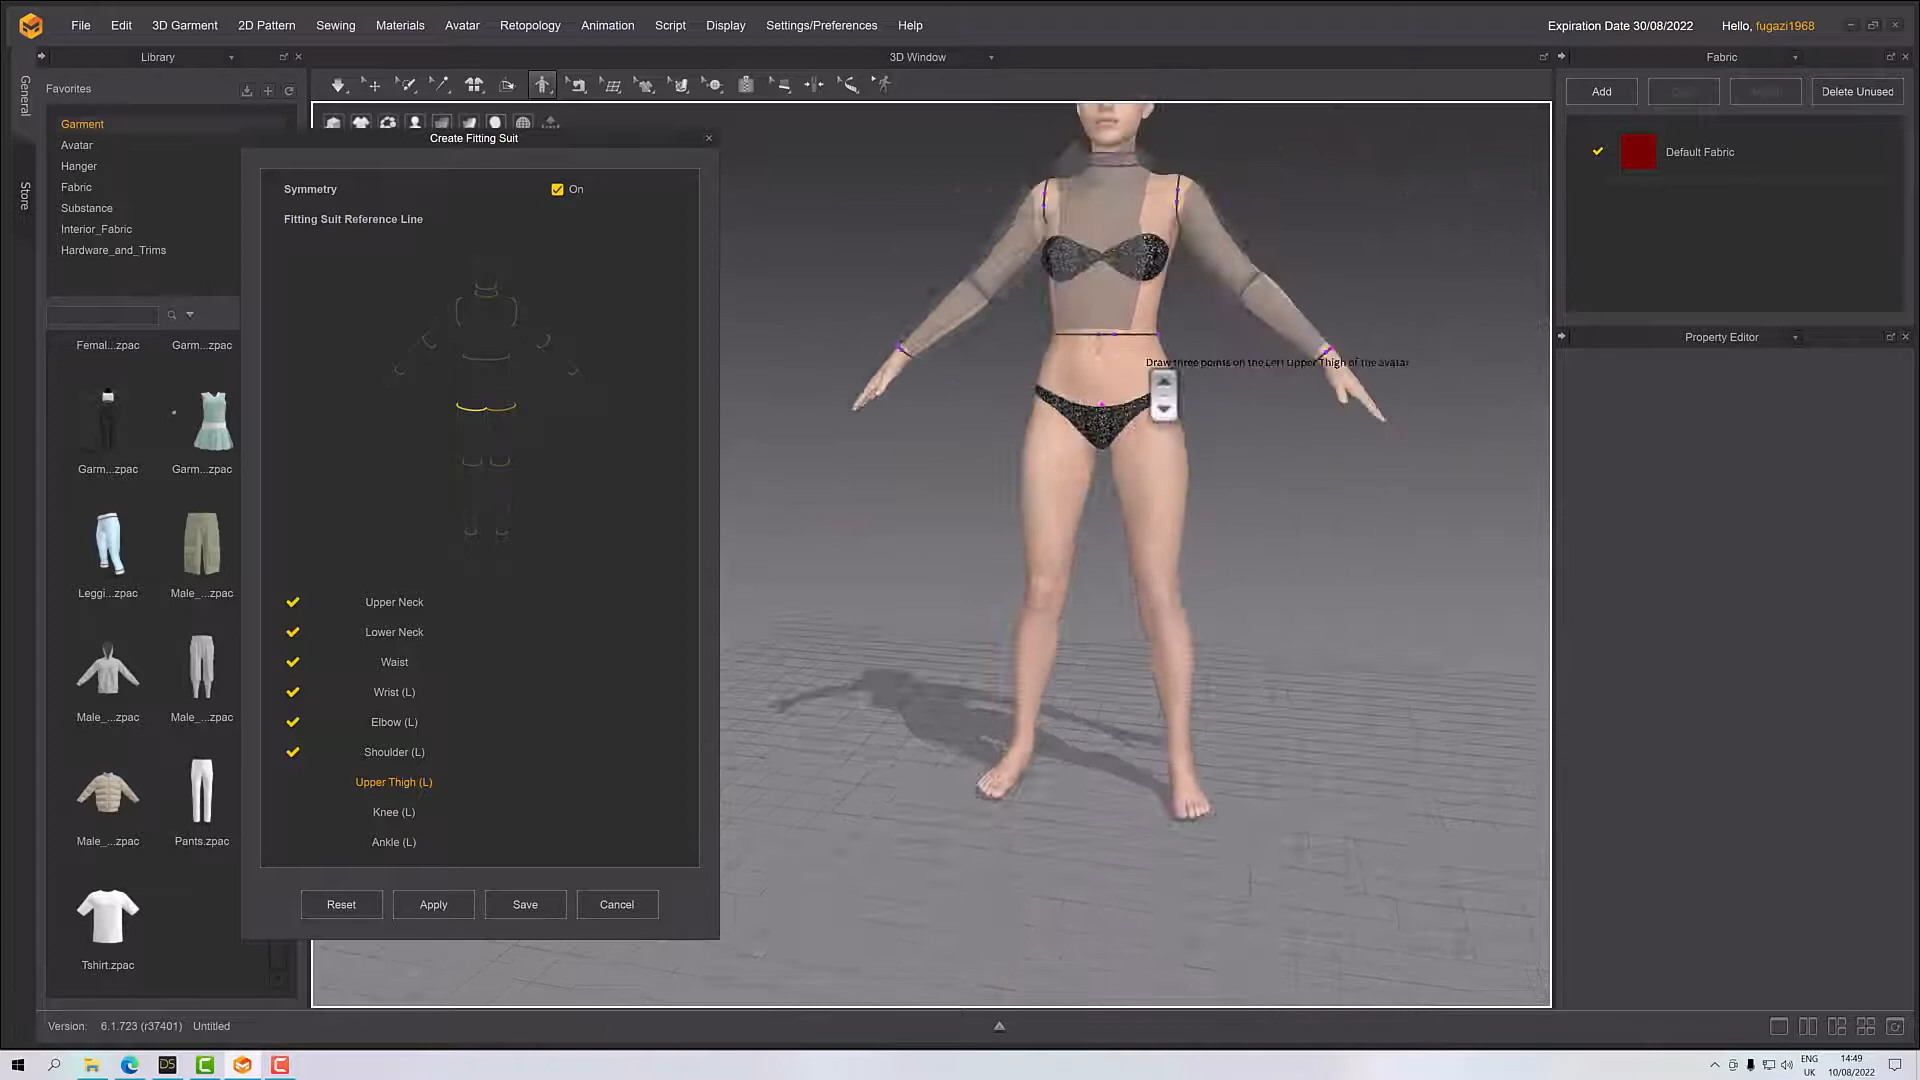 File Edit 3D Garment 2D Pattern Sewing Materials Avatar Retopology Animation Script Display Settings/Preferences Help Expiration Date 30/08/2022 Hello, fugazi1968
Library 3D Window Fabric
General
Store
Favorites
Garment
Avatar
Hanger
Fabric
Substance
Interior_Fabric
Hardware_and_Trims
Femal...zpac Garm...zpac
Garm...zpac Garm...zpac
Leggi...zpac Male_...zpac
Male_...zpac Male_...zpac
Male_...zpac Pants.zpac
Tshirt.zpac
Create Fitting Suit
Symmetry On
Fitting Suit Reference Line
Upper Neck
Lower Neck
Waist
Wrist (L)
Elbow (L)
Shoulder (L)
Upper Thigh (L)
Knee (L)
Ankle (L)
Reset Apply Save Cancel
Draw three points on the Left Upper Thigh of the avatar
Add Delete Unused
Default Fabric
Property Editor
Version: 6.1.723 (r37401) Untitled
DS
ENG
UK
14:49
10/08/2022